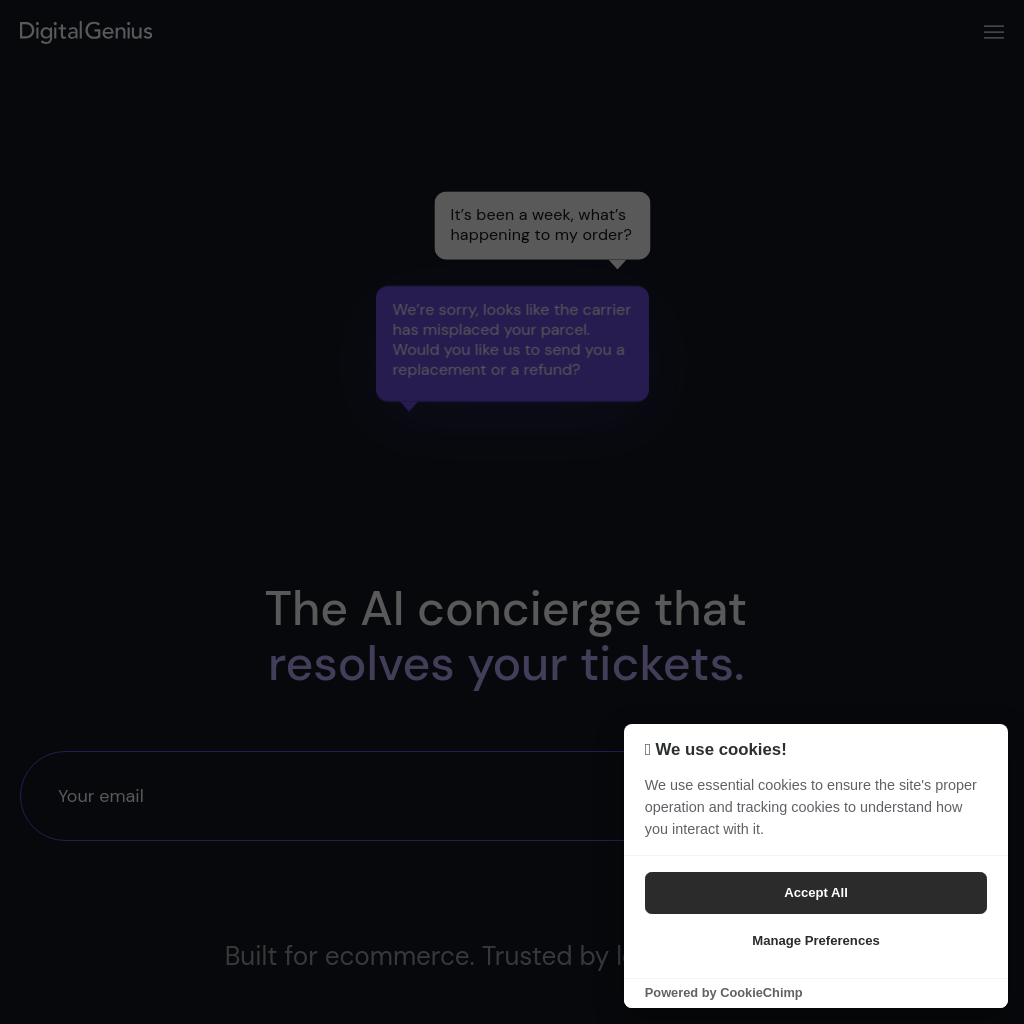 DigitalGenius
It’s been a week, what’s
happening to my order?
We’re sorry, looks like the carrier
has misplaced your parcel.
Would you like us to send you a
replacement or a refund?
The AI concierge that
resolves your tickets.
Your email
Built for ecommerce. Trusted by
We use cookies!
We use essential cookies to ensure the site's proper
operation and tracking cookies to understand how
you interact with it.
Accept All
Manage Preferences
Powered by CookieChimp